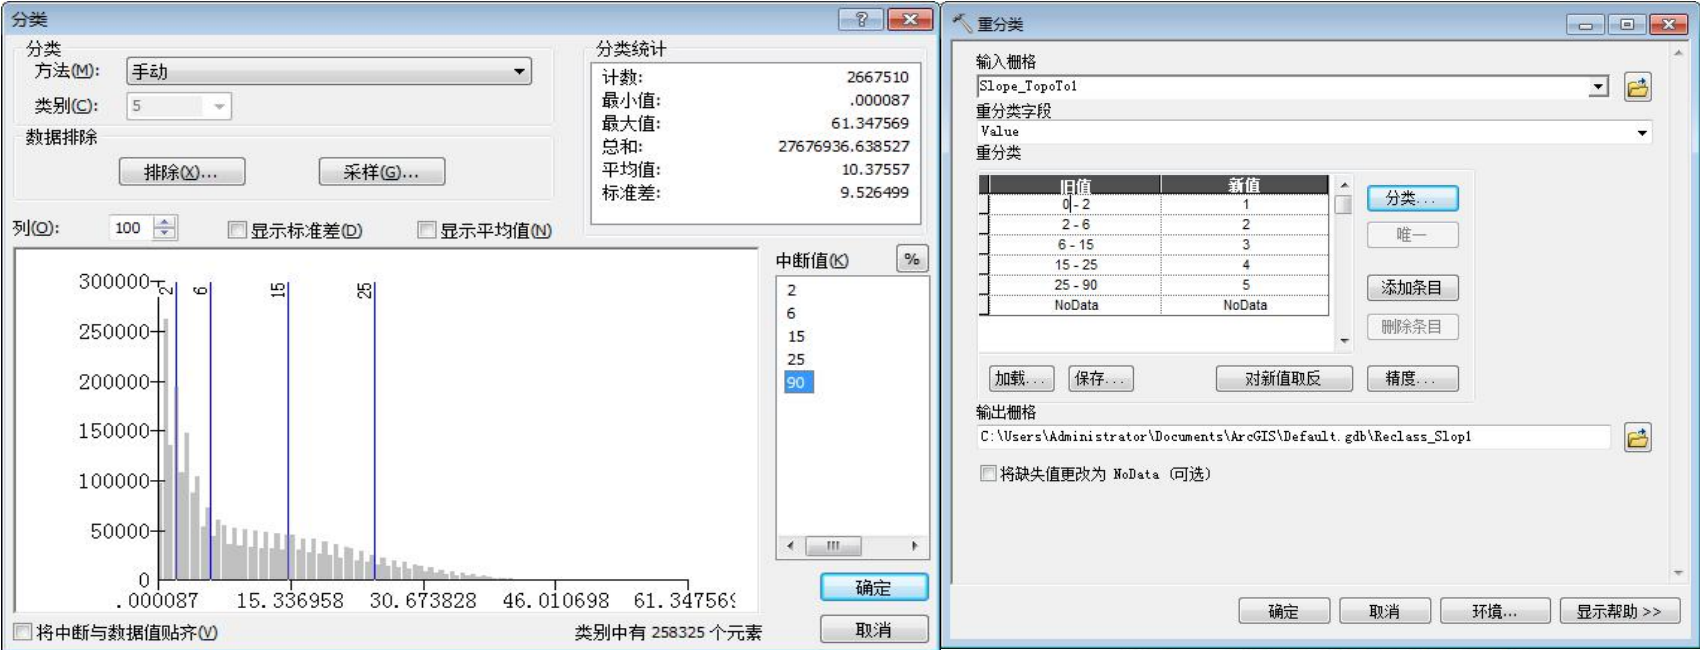 分类
分类
方法(M):
手动
类别(C):
5
数据排除
排除(X)...
采样(G)...
分类统计
计数: 2667510
最小值: .000087
最大值: 61.347569
总和: 27676936.638527
平均值: 10.37557
标准差: 9.526499
列(O):
100
显示标准差(D)
显示平均值(N)
中断值(K)
%
2
6
15
25
90
2
6
15
25
300000
250000
200000
150000
100000
50000
0
.000087 15.336958 30.673828 46.010698 61.347569
将中断与数据值贴齐(V)
类别中有 258325 个元素
确定
取消
重分类
输入栅格
Slope_TopoTo1
重分类字段
Value
重分类
旧值 新值
0 - 2 1
2 - 6 2
6 - 15 3
15 - 25 4
25 - 90 5
NoData NoData
分类...
唯一
添加条目
删除条目
加载...
保存...
对新值取反
精度...
输出栅格
C:\Users\Administrator\Documents\ArcGIS\Default.gdb\Reclass_Slop1
将缺失值更改为 NoData (可选)
确定
取消
环境...
显示帮助 >>